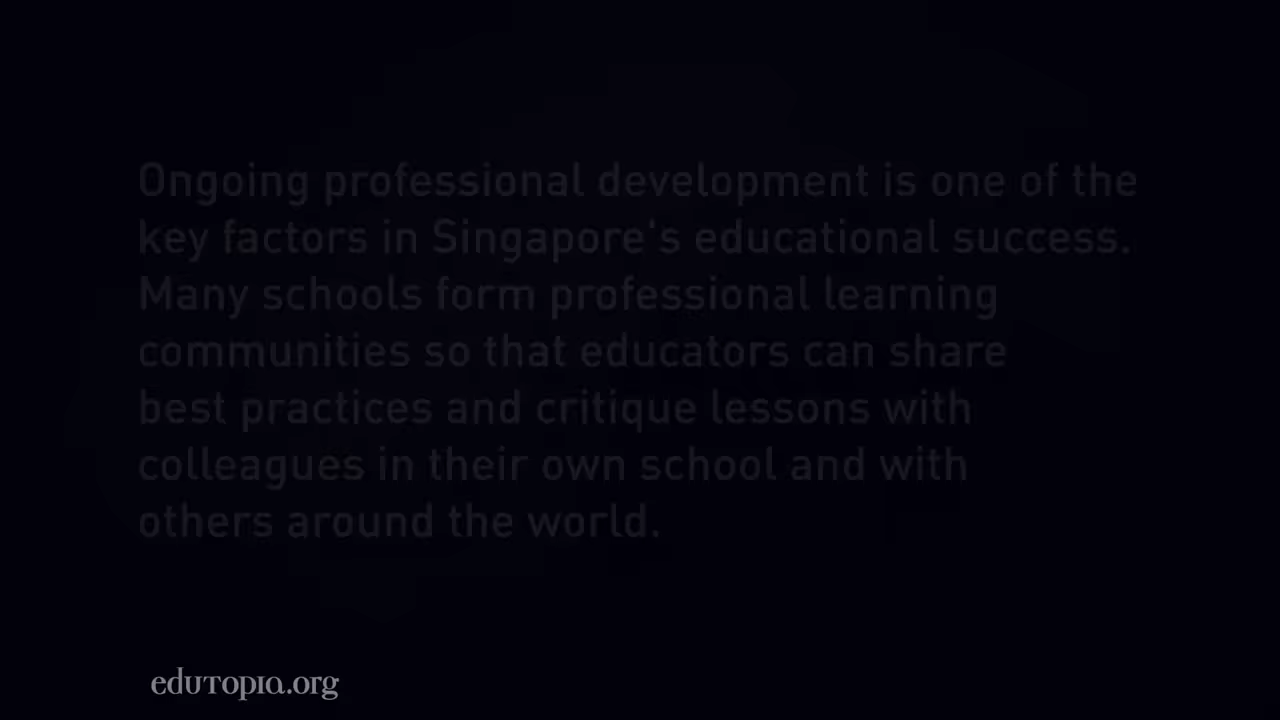 Ongoing professional development is one of the
key factors in Singapore's educational success.
Many schools form professional learning
communities so that educators can share
best practices and critique lessons with
colleagues in their own school and with
others around the world.
edutopia.org